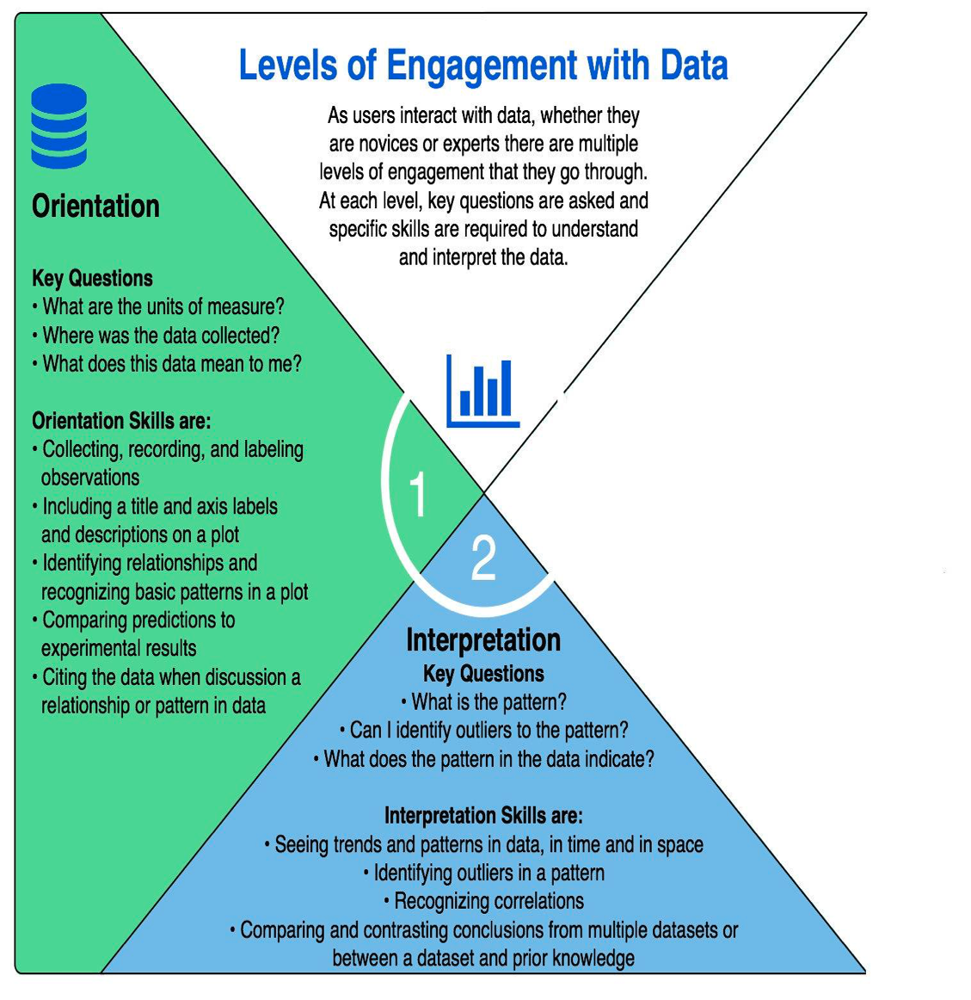 Levels of Engagement with Data
As users interact with data, whether they
are novices or experts there are multiple
levels of engagement that they go through.
At each level, key questions are asked and
specific skills are required to understand
and interpret the data.
Orientation
Key Questions
• What are the units of measure?
• Where was the data collected?
• What does this data mean to me?
Orientation Skills are:
• Collecting, recording, and labeling
observations
• Including a title and axis labels
and descriptions on a plot
• Identifying relationships and
recognizing basic patterns in a plot
• Comparing predictions to
experimental results
• Citing the data when discussion a
relationship or pattern in data
1
2
Interpretation
Key Questions
• What is the pattern?
• Can I identify outliers to the pattern?
• What does the pattern in the data indicate?
Interpretation Skills are:
• Seeing trends and patterns in data, in time and in space
• Identifying outliers in a pattern
• Recognizing correlations
• Comparing and contrasting conclusions from multiple datasets or
between a dataset and prior knowledge